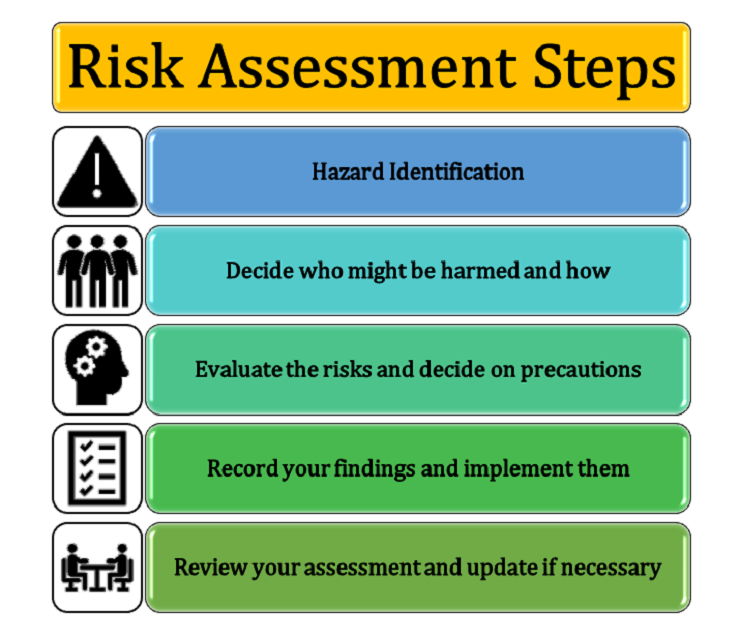 Risk Assessment Steps
Hazard Identification
Decide who might be harmed and how
Evaluate the risks and decide on precautions
Record your findings and implement them
Review your assessment and update if necessary